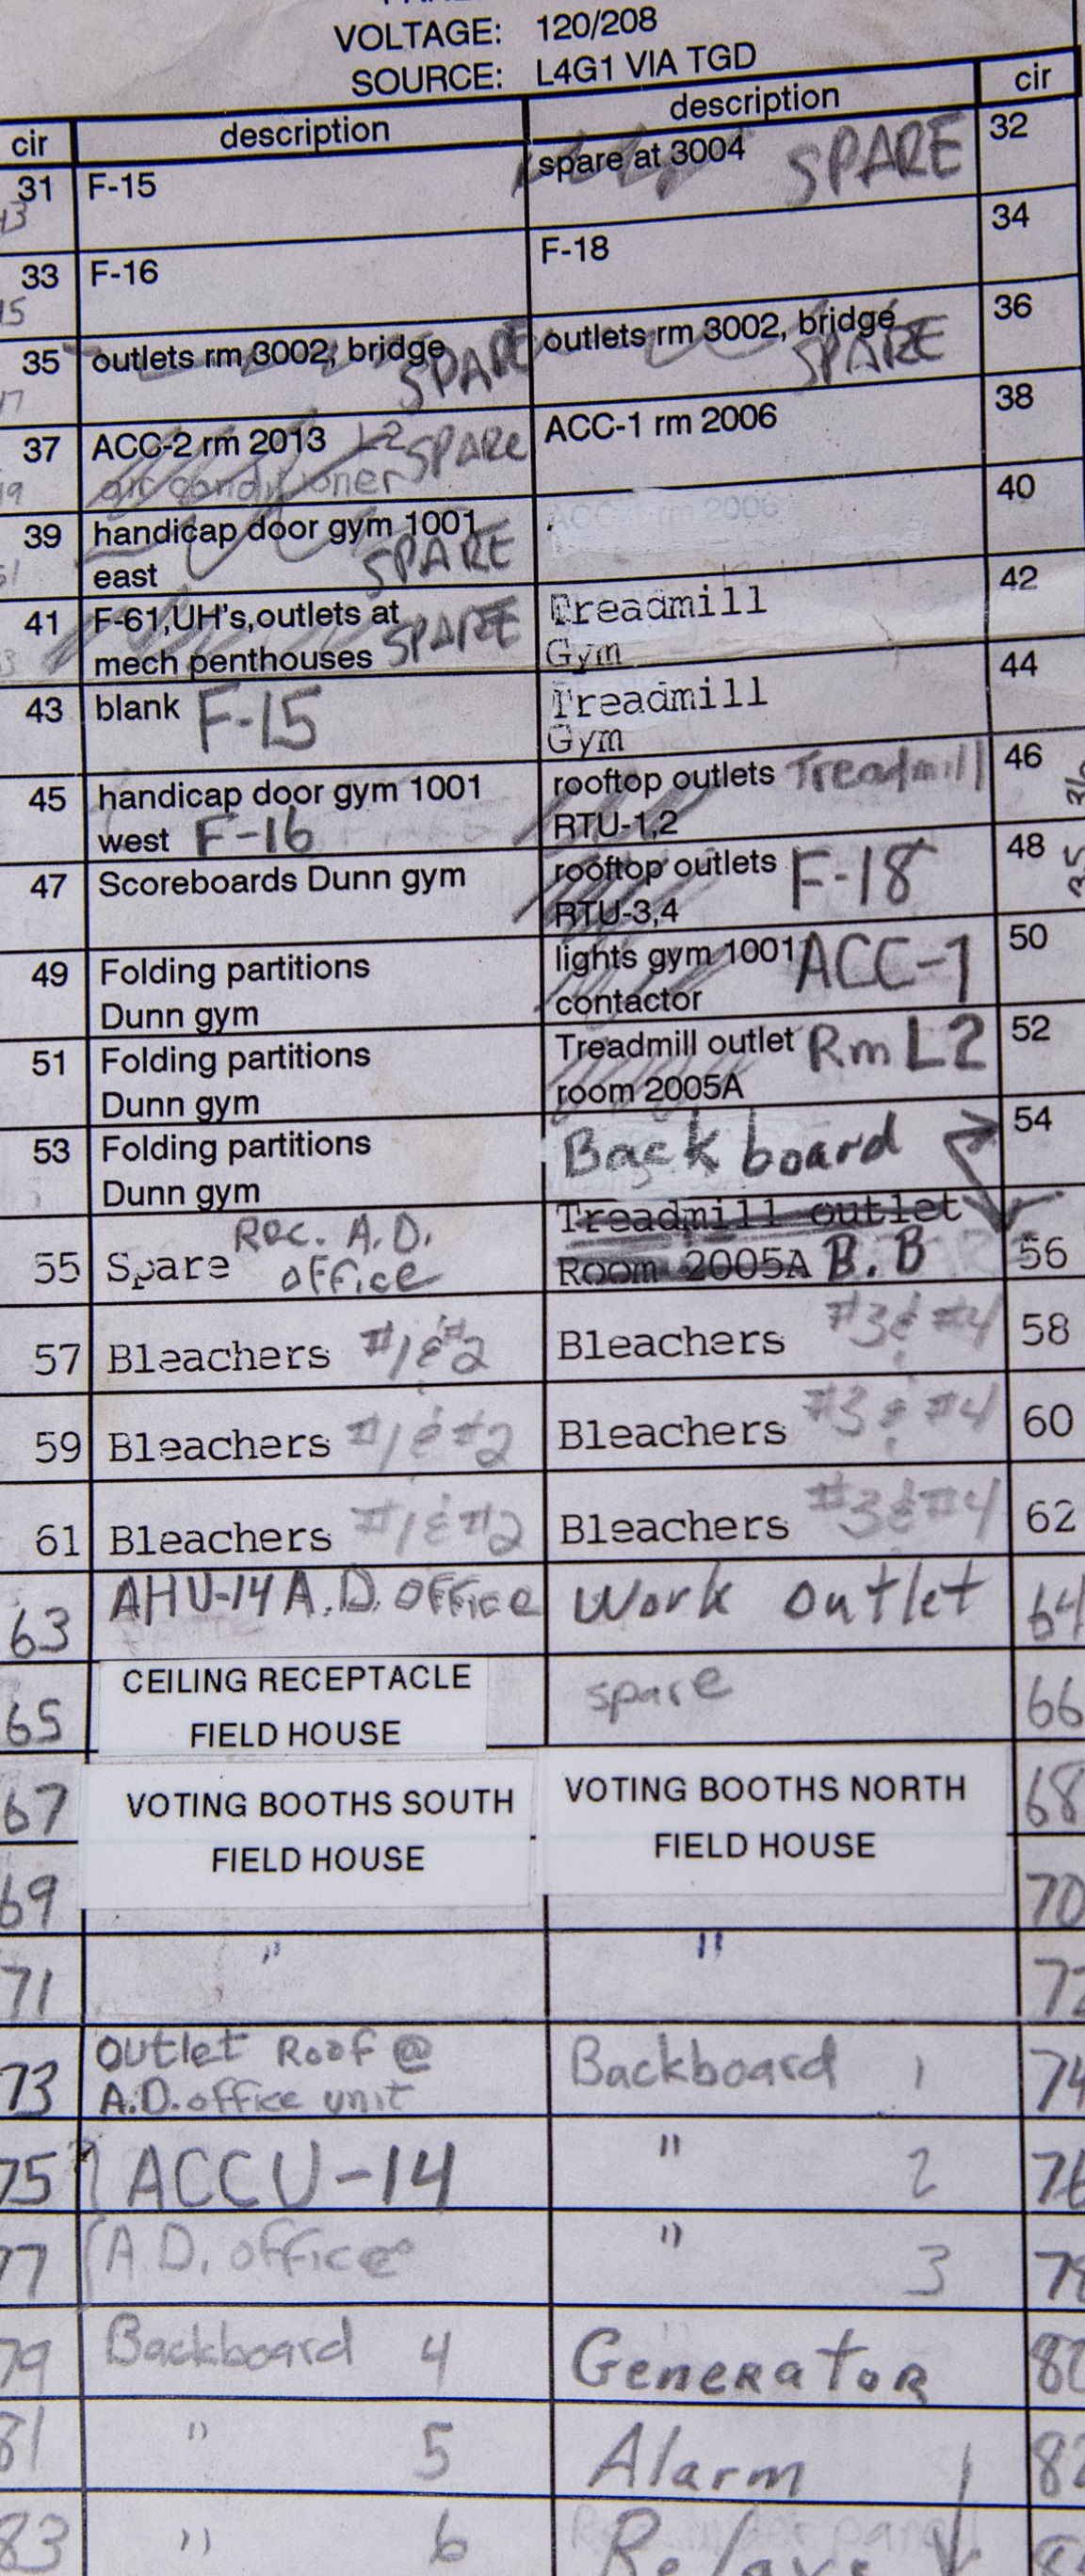 VOLTAGE: 120/208
SOURCE: L4G1 VIA TGD
cir description description cir
31 F-15 spare at 3004 SPARE 32
33 F-16 F-18 34
35 outlets rm 3002, bridge SPARE outlets rm 3002, bridge SPARE 36
37 ACC-2 rm 2013 L2 SPARE ACC-1 rm 2006 38
air conditioner
39 handicap door gym 1001 SPARE 40
east
41 F-61,UH's,outlets at SPARE Treadmill 42
mech penthouses Gym
43 blank F-15 Treadmill 44
Gym
45 handicap door gym 1001 rooftop outlets Treadmill 46
west F-16 RTU-1,2
47 Scoreboards Dunn gym rooftop outlets F-18 48
RTU-3,4
49 Folding partitions lights gym 1001 ACC-1 50
Dunn gym contactor
51 Folding partitions Treadmill outlet Rm L2 52
Dunn gym room 2005A
53 Folding partitions Back board 54
Dunn gym
55 Spare Rec. A.D. Treadmill outlet 56
office Room 2005A B.B
57 Bleachers #1&#2 Bleachers #3& #4 58
59 Bleachers #1& #2 Bleachers #3& #4 60
61 Bleachers #1&#2 Bleachers #3&#4 62
63 AHU-14 A.D. office Work outlet 64
65 CEILING RECEPTACLE spare 66
FIELD HOUSE
67 VOTING BOOTHS SOUTH VOTING BOOTHS NORTH 68
FIELD HOUSE FIELD HOUSE
69 70
71 " "
73 Outlet Roof @ Backboard 1 74
A.D. office unit
75 ACCU-14 " 2 76
77 A.D. office " 3
79 Backboard 4 GENERATOR 80
81 " 5 Alarm 82
83 " 6